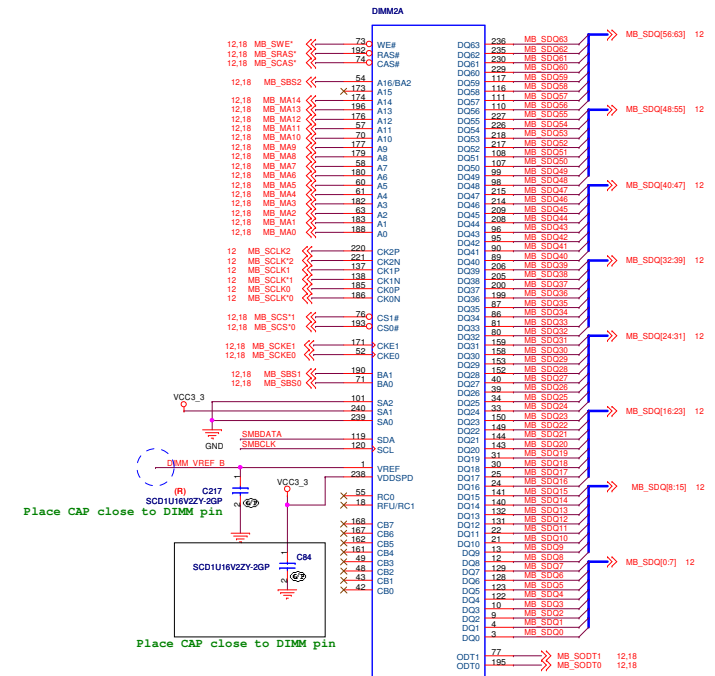 DIMM2A
12,18 MB_SWE* 73 WE#
12,18 MB_SRAS* 192 RAS#
12,18 MB_SCAS* 74 CAS#
12,18 MB_SBS2 54 A16/BA2
173 A15
12,18 MB_MA14 174 A14
12,18 MB_MA13 196 A13
12,18 MB_MA12 176 A12
12,18 MB_MA11 57 A11
12,18 MB_MA10 70 A10
12,18 MB_MA9 177 A9
12,18 MB_MA8 179 A8
12,18 MB_MA7 58 A7
12,18 MB_MA6 180 A6
12,18 MB_MA5 60 A5
12,18 MB_MA4 61 A4
12,18 MB_MA3 182 A3
12,18 MB_MA2 63 A2
12,18 MB_MA1 183 A1
12,18 MB_MA0 188 A0
12 MB_SCLK2 220 CK2P
12 MB_SCLK*2 221 CK2N
12 MB_SCLK1 137 CK1P
12 MB_SCLK*1 138 CK1N
12 MB_SCLK0 185 CK0P
12 MB_SCLK*0 186 CK0N
12,18 MB_SCS*1 76 CS1#
12,18 MB_SCS*0 193 CS0#
12,18 MB_SCKE1 171 CKE1
12,18 MB_SCKE0 52 CKE0
12,18 MB_SBS1 190 BA1
12,18 MB_SBS0 71 BA0
VCC3_3
101 SA2
240 SA1
239 SA0
GND
SMBDATA 119 SDA
SMBCLK 120 SCL
DIMM_VREF_B 1 VREF
238 VDDSPD
VCC3_3
(R) C217
SCD1U16V2ZY-2GP
1
2
Place CAP close to DIMM pin
55 RC0
18 RFU/RC1
168 CB7
167 CB6
162 CB5
161 CB4
49 CB3
48 CB2
43 CB1
42 CB0
C84
SCD1U16V2ZY-2GP
1
2
Place CAP close to DIMM pin
DQ63 236 MB_SDQ63
DQ62 235 MB_SDQ62
DQ61 230 MB_SDQ61
DQ60 229 MB_SDQ60
DQ59 117 MB_SDQ59
DQ58 116 MB_SDQ58
DQ57 111 MB_SDQ57
DQ56 110 MB_SDQ56
DQ55 227 MB_SDQ55
DQ54 226 MB_SDQ54
DQ53 218 MB_SDQ53
DQ52 217 MB_SDQ52
DQ51 108 MB_SDQ51
DQ50 107 MB_SDQ50
DQ49 99 MB_SDQ49
DQ48 98 MB_SDQ48
DQ47 215 MB_SDQ47
DQ46 214 MB_SDQ46
DQ45 209 MB_SDQ45
DQ44 208 MB_SDQ44
DQ43 96 MB_SDQ43
DQ42 95 MB_SDQ42
DQ41 90 MB_SDQ41
DQ40 89 MB_SDQ40
DQ39 206 MB_SDQ39
DQ38 205 MB_SDQ38
DQ37 200 MB_SDQ37
DQ36 199 MB_SDQ36
DQ35 87 MB_SDQ35
DQ34 86 MB_SDQ34
DQ33 81 MB_SDQ33
DQ32 80 MB_SDQ32
DQ31 159 MB_SDQ31
DQ30 158 MB_SDQ30
DQ29 153 MB_SDQ29
DQ28 152 MB_SDQ28
DQ27 40 MB_SDQ27
DQ26 39 MB_SDQ26
DQ25 34 MB_SDQ25
DQ24 33 MB_SDQ24
DQ23 150 MB_SDQ23
DQ22 149 MB_SDQ22
DQ21 144 MB_SDQ21
DQ20 143 MB_SDQ20
DQ19 31 MB_SDQ19
DQ18 30 MB_SDQ18
DQ17 25 MB_SDQ17
DQ16 24 MB_SDQ16
DQ15 141 MB_SDQ15
DQ14 140 MB_SDQ14
DQ13 132 MB_SDQ13
DQ12 131 MB_SDQ12
DQ11 22 MB_SDQ11
DQ10 21 MB_SDQ10
DQ9 13 MB_SDQ9
DQ8 12 MB_SDQ8
DQ7 129 MB_SDQ7
DQ6 128 MB_SDQ6
DQ5 123 MB_SDQ5
DQ4 122 MB_SDQ4
DQ3 10 MB_SDQ3
DQ2 9 MB_SDQ2
DQ1 4 MB_SDQ1
DQ0 3 MB_SDQ0
ODT1 77 MB_SODT1 12,18
ODT0 195 MB_SODT0 12,18
MB_SDQ[56:63] 12
MB_SDQ[48:55] 12
MB_SDQ[40:47] 12
MB_SDQ[32:39] 12
MB_SDQ[24:31] 12
MB_SDQ[16:23] 12
MB_SDQ[8:15] 12
MB_SDQ[0:7] 12